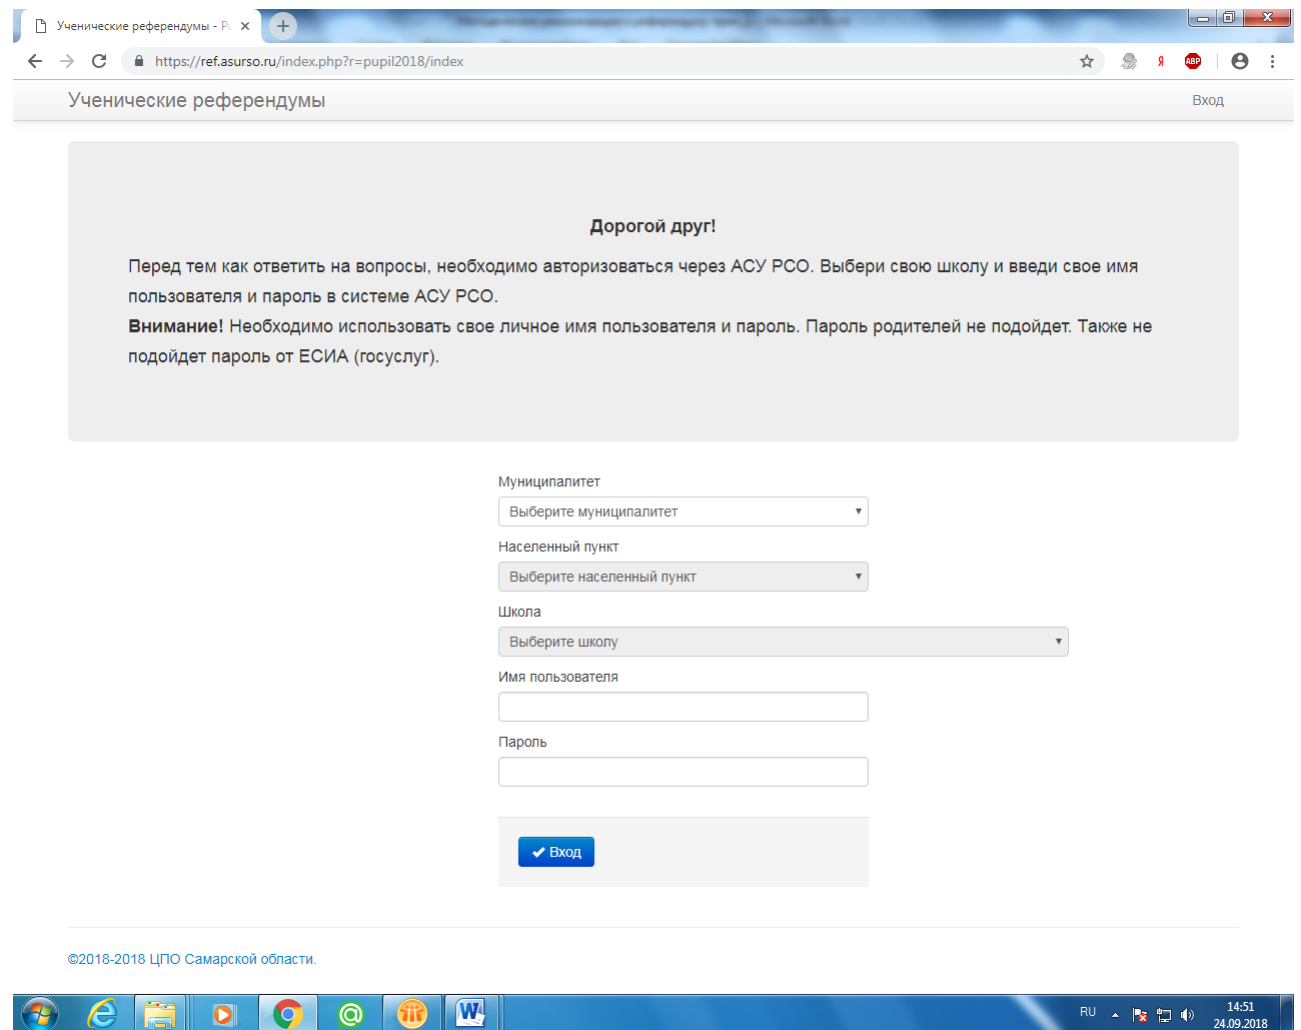 Ученические референдумы - Р
https://ref.asurso.ru/index.php?r=pupil2018/index
Я
ABP
Ученические референдумы
Вход
Дорогой друг!
Перед тем как ответить на вопросы, необходимо авторизоваться через АСУ РСО. Выбери свою школу и введи свое имя
пользователя и пароль в системе АСУ РСО.
Внимание! Необходимо использовать свое личное имя пользователя и пароль. Пароль родителей не подойдет. Также не
подойдет пароль от ЕСИА (госуслуг).
Муниципалитет
Выберите муниципалитет
Населенный пункт
Выберите населенный пункт
Школа
Выберите школу
Имя пользователя
Пароль
Вход
©2018-2018 ЦПО Самарской области.
RU
14:51
24.09.2018